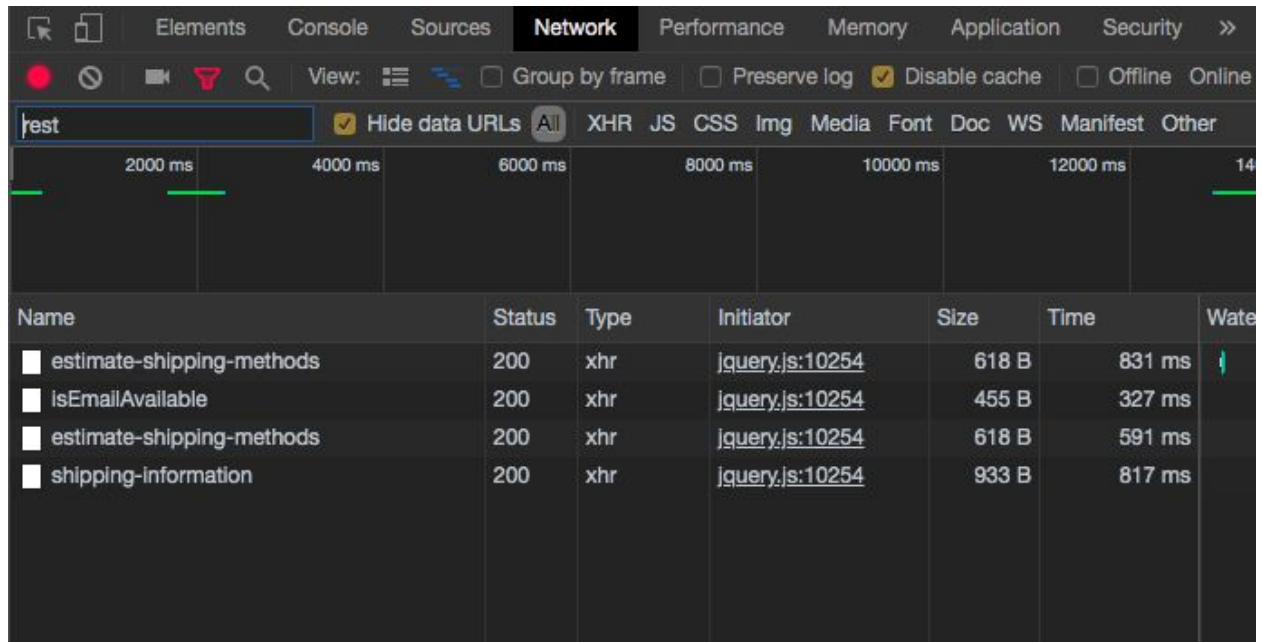 Elements Console Sources Network Performance Memory Application Security »
View: Group by frame Preserve log Disable cache Offline Online
rest Hide data URLs All XHR JS CSS Img Media Font Doc WS Manifest Other
2000 ms 4000 ms 6000 ms 8000 ms 10000 ms 12000 ms 14
Name Status Type Initiator Size Time Wate
estimate-shipping-methods 200 xhr jquery.js:10254 618 B 831 ms
isEmailAvailable 200 xhr jquery.js:10254 455 B 327 ms
estimate-shipping-methods 200 xhr jquery.js:10254 618 B 591 ms
shipping-information 200 xhr jquery.js:10254 933 B 817 ms